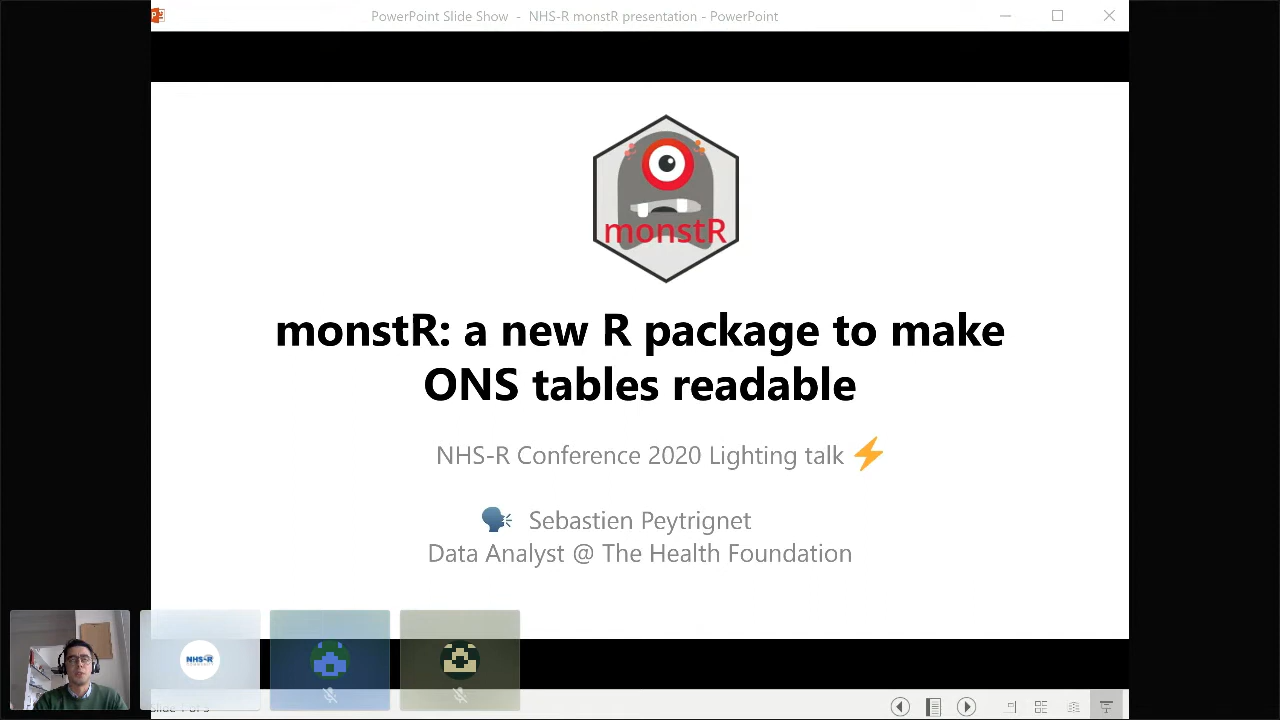 PowerPoint Slide Show - NHS-R monstR presentation - PowerPoint
monstR
monstR: a new R package to make
ONS tables readable
NHS-R Conference 2020 Lighting talk
Sebastien Peytrignet
Data Analyst @ The Health Foundation
NHS-R